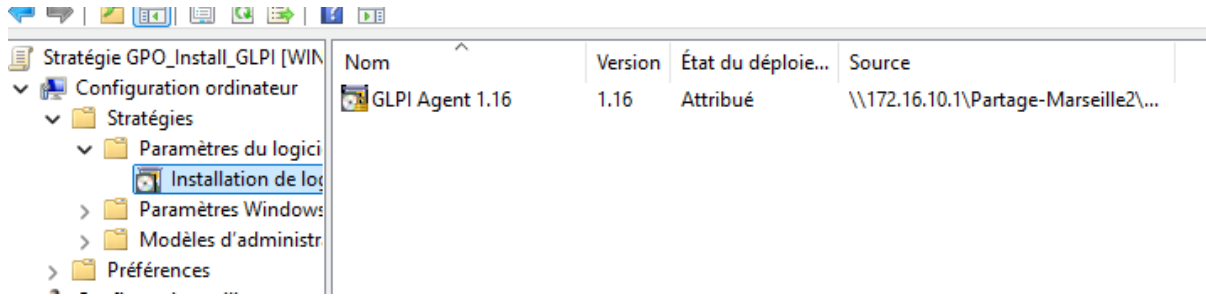 Stratégie GPO_Install_GLPI [WIN
Configuration ordinateur
Stratégies
Paramètres du logici
Installation de log
Paramètres Windows
Modèles d'administr
Préférences
Nom Version État du déploie... Source
GLPI Agent 1.16 1.16 Attribué \\172.16.10.1\Partage-Marseille2\...